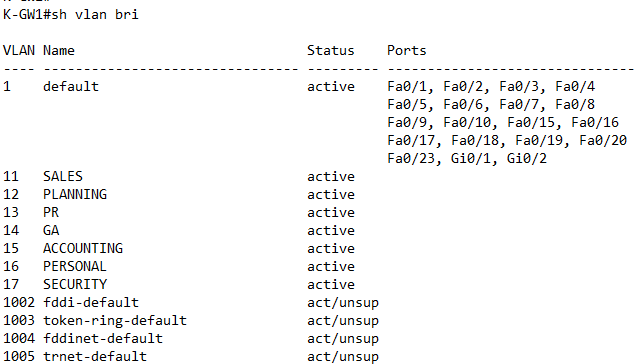 K-GW1#sh vlan bri
VLAN Name                             Status    Ports
---- -------------------------------- --------- -------------------------------
1    default                          active    Fa0/1, Fa0/2, Fa0/3, Fa0/4
                                                Fa0/5, Fa0/6, Fa0/7, Fa0/8
                                                Fa0/9, Fa0/10, Fa0/15, Fa0/16
                                                Fa0/17, Fa0/18, Fa0/19, Fa0/20
                                                Fa0/23, Gi0/1, Gi0/2
11   SALES                            active
12   PLANNING                         active
13   PR                               active
14   GA                               active
15   ACCOUNTING                       active
16   PERSONAL                         active
17   SECURITY                         active
1002 fddi-default                     act/unsup
1003 token-ring-default               act/unsup
1004 fddinet-default                  act/unsup
1005 trnet-default                    act/unsup